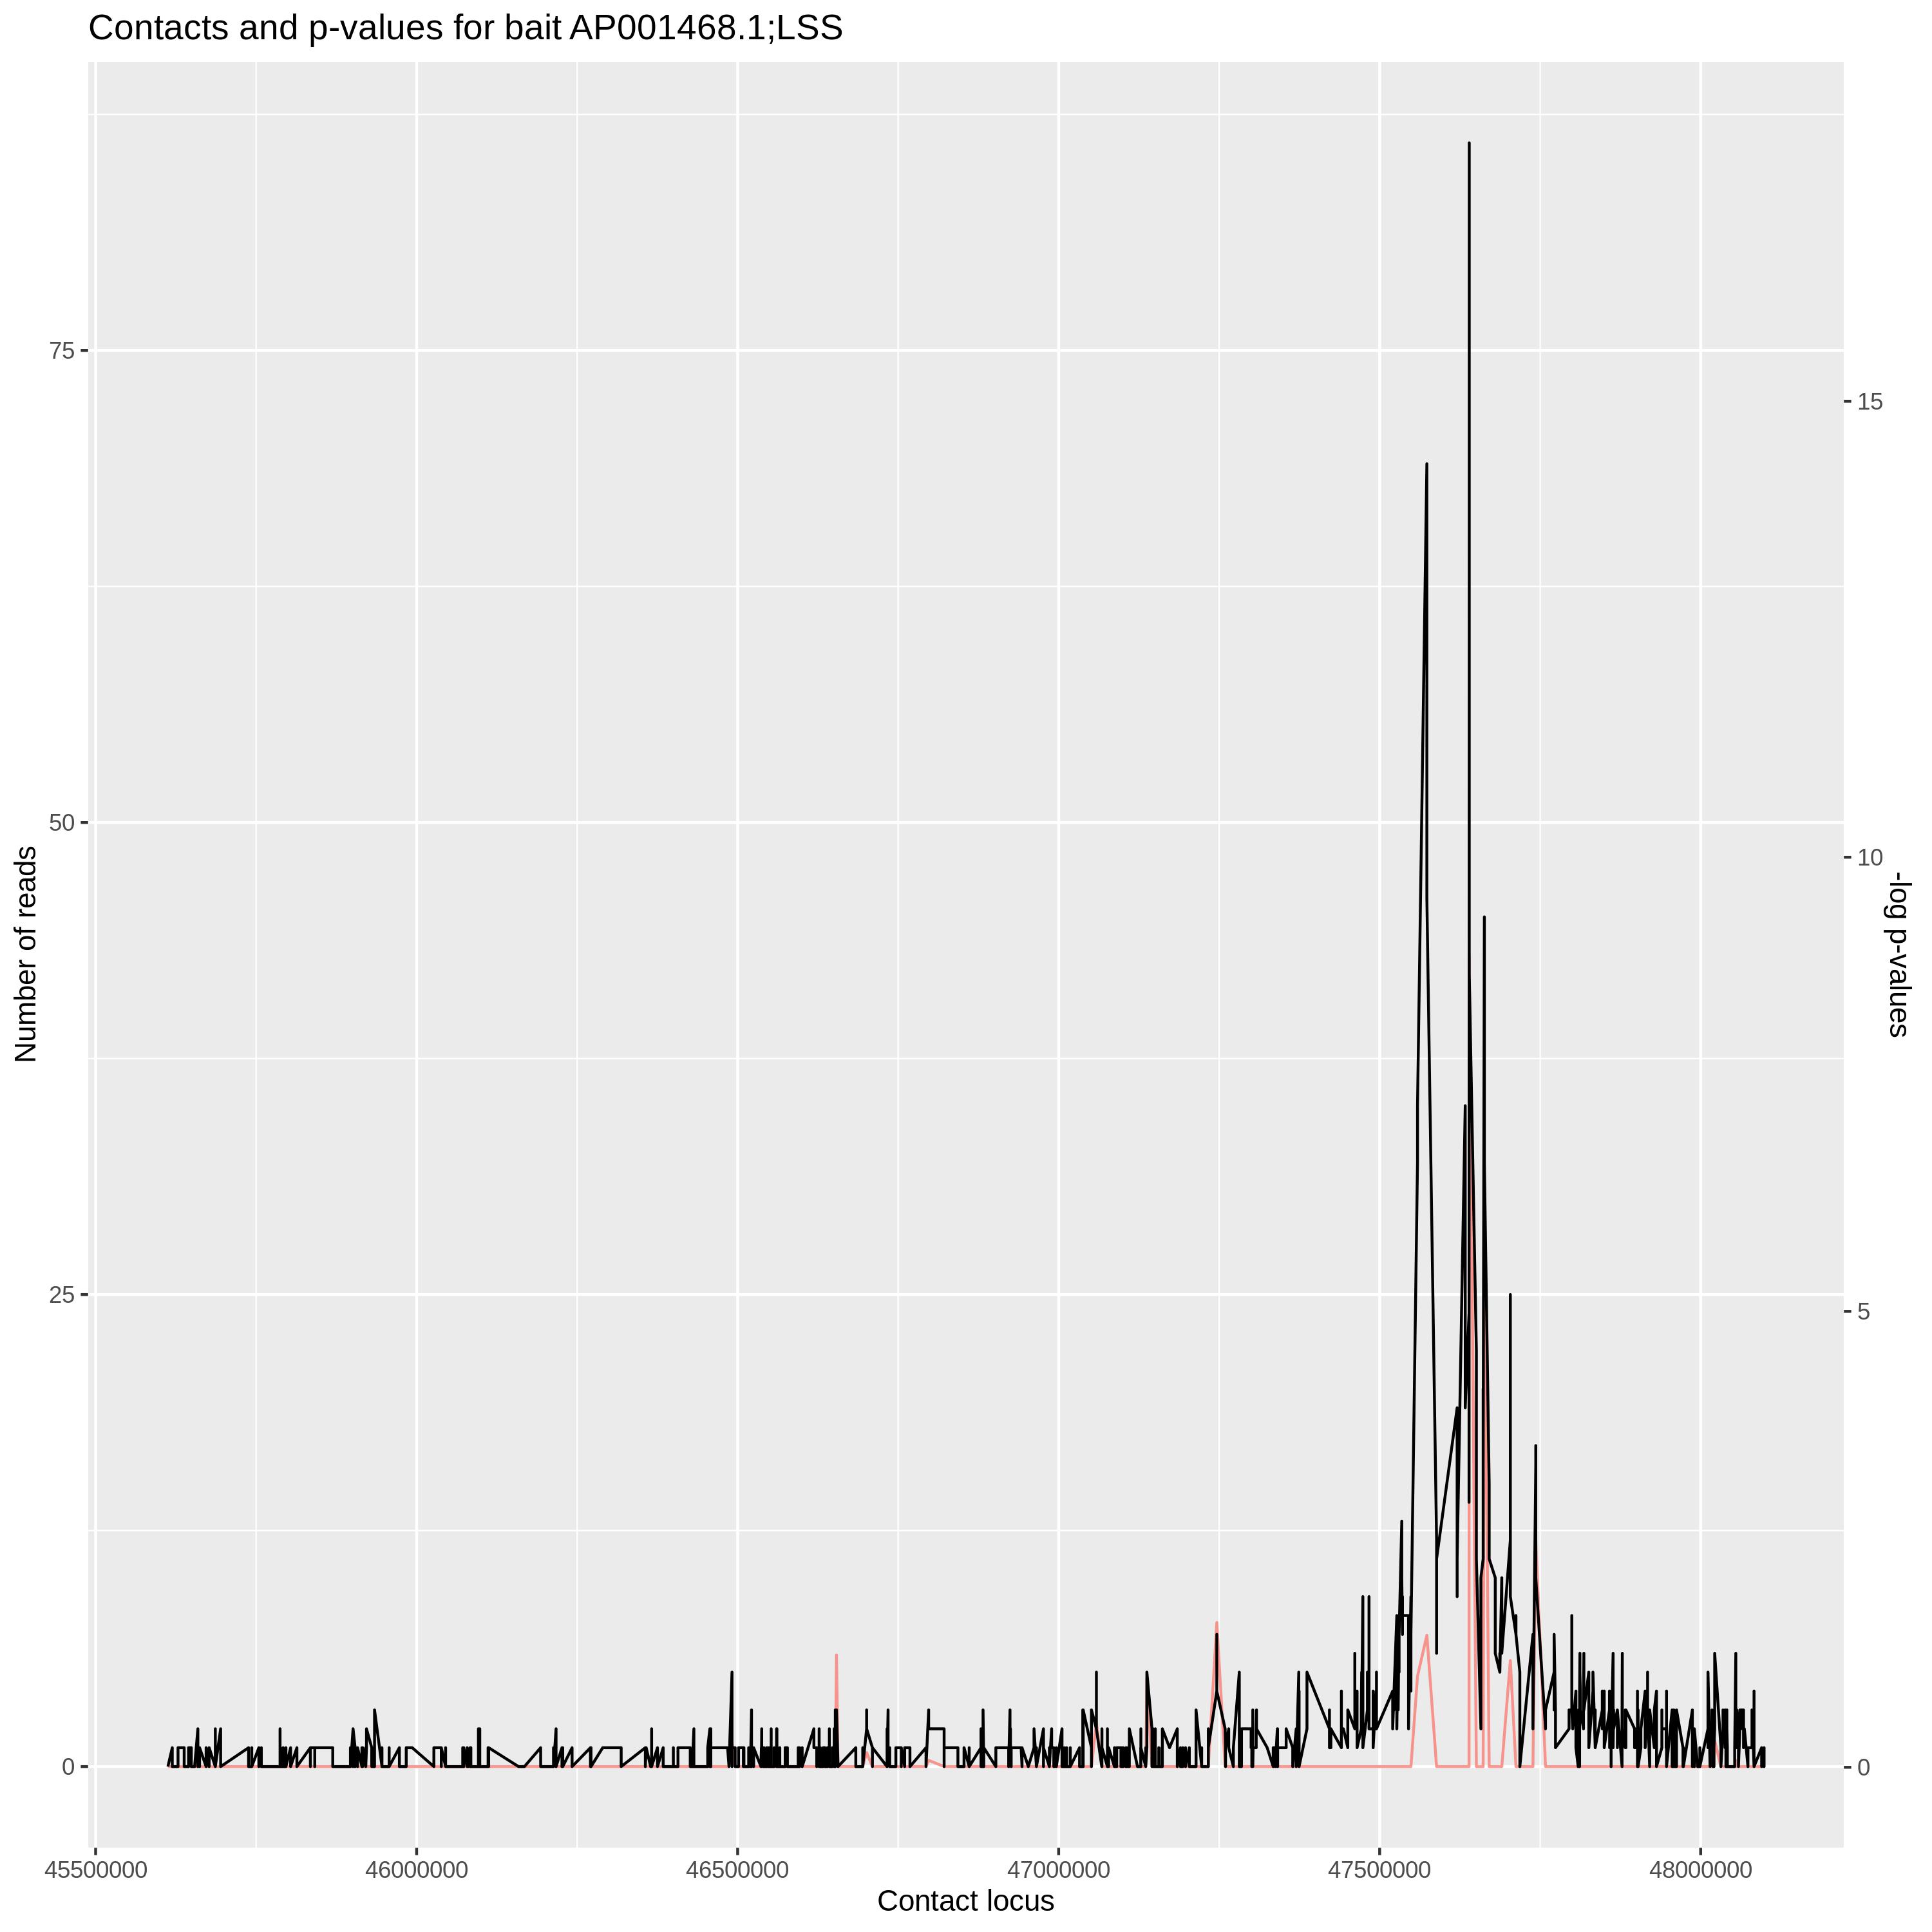 Contacts and p-values for bait AP001468.1;LSS
75
50
25
0
Number of reads
15
10
5
0
-log p-values
45500000 46000000 46500000 47000000 47500000 48000000
Contact locus